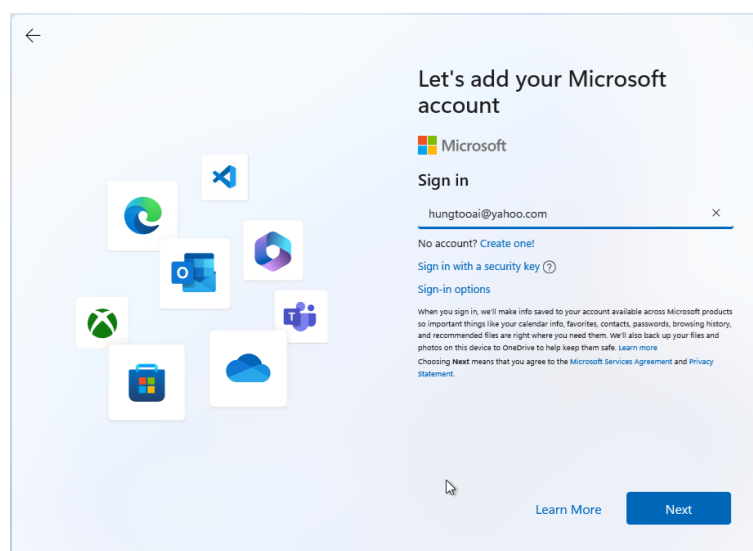 Let's add your Microsoft
account
Microsoft
Sign in
hungtooai@yahoo.com
No account? Create one!
Sign in with a security key
Sign-in options
When you sign in, we'll make info saved to your account available across Microsoft products
so important things like your calendar info, favorites, contacts, passwords, browsing history,
and recommended files are right where you need them. We'll also back up your files and
photos on this device to OneDrive to help keep them safe. Learn more
Choosing Next means that you agree to the Microsoft Services Agreement and Privacy
Statement.
Learn More
Next